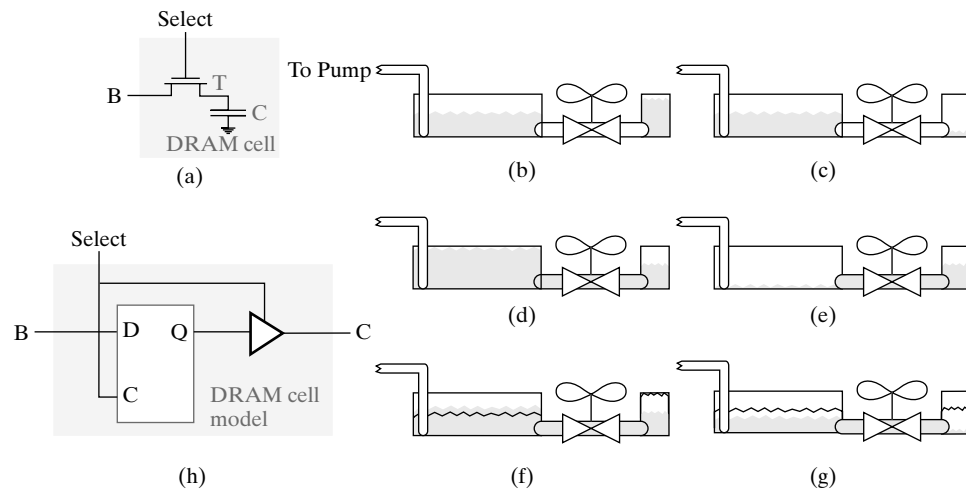 Select
B
T
C
DRAM cell
(a)
To Pump
(b)
(c)
(d)
(e)
Select
B
D Q
C
C
DRAM cell
model
(h)
(f)
(g)